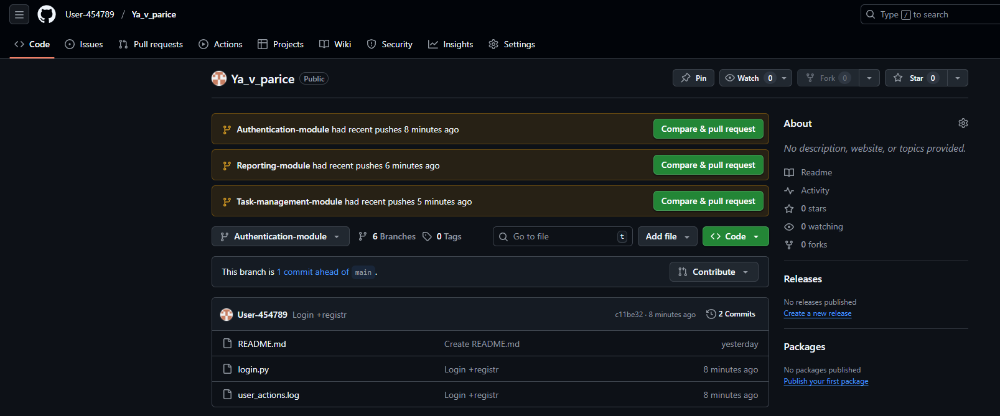 User-454789 / Ya_v_parice
Type / to search
Code Issues Pull requests Actions Projects Wiki Security Insights Settings
Ya_v_parice Public
Pin Watch 0 Fork 0 Star 0
Authentication-module had recent pushes 8 minutes ago Compare & pull request
Reporting-module had recent pushes 6 minutes ago Compare & pull request
Task-management-module had recent pushes 5 minutes ago Compare & pull request
Authentication-module 6 Branches 0 Tags Go to file t Add file Code
This branch is 1 commit ahead of main . Contribute
User-454789 Login +registr c11be32 · 8 minutes ago 2 Commits
README.md Create README.md yesterday
login.py Login +registr 8 minutes ago
user_actions.log Login +registr 8 minutes ago
About
No description, website, or topics provided.
Readme
Activity
0 stars
0 watching
0 forks
Releases
No releases published
Create a new release
Packages
No packages published
Publish your first package